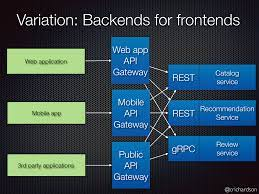 Variation: Backends for frontends
Web application
Web app
API
Gateway
REST
Catalog
service
Mobile app
Mobile
API
Gateway
REST
Recommendation
Service
3rd party applications
Public
API
Gateway
gRPC
Review
service
@crichardson